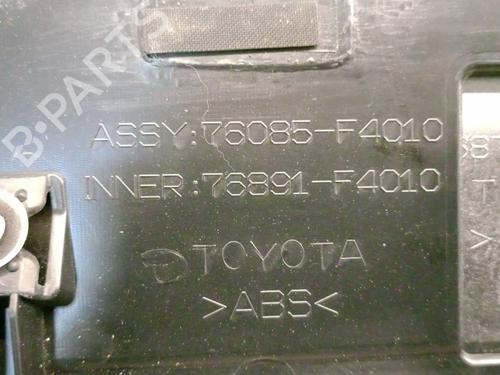 B-PARTS
ASSY:76085-F4010
INNER:76891-F4010
TOYOTA
>ABS<